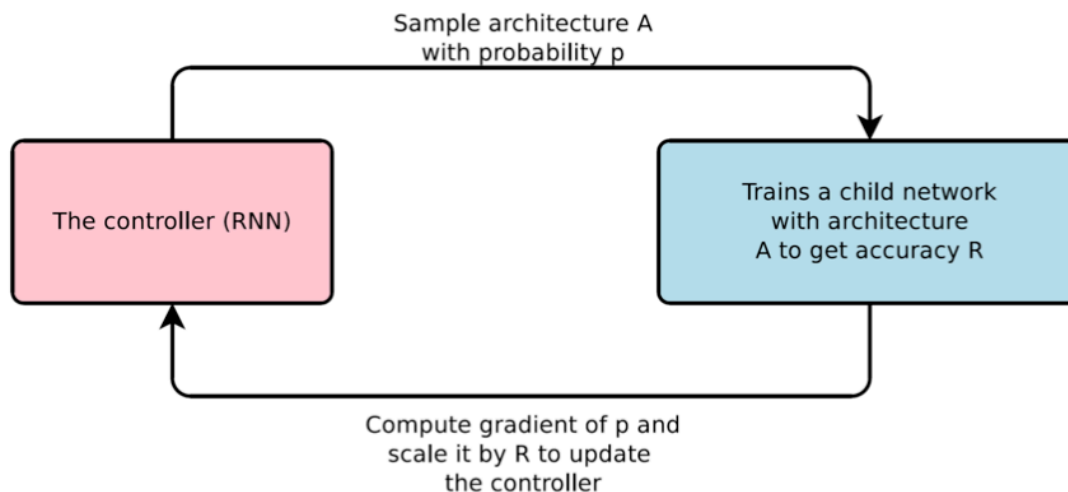 Sample architecture A
with probability p
The controller (RNN)
Trains a child network
with architecture
A to get accuracy R
Compute gradient of p and
scale it by R to update
the controller